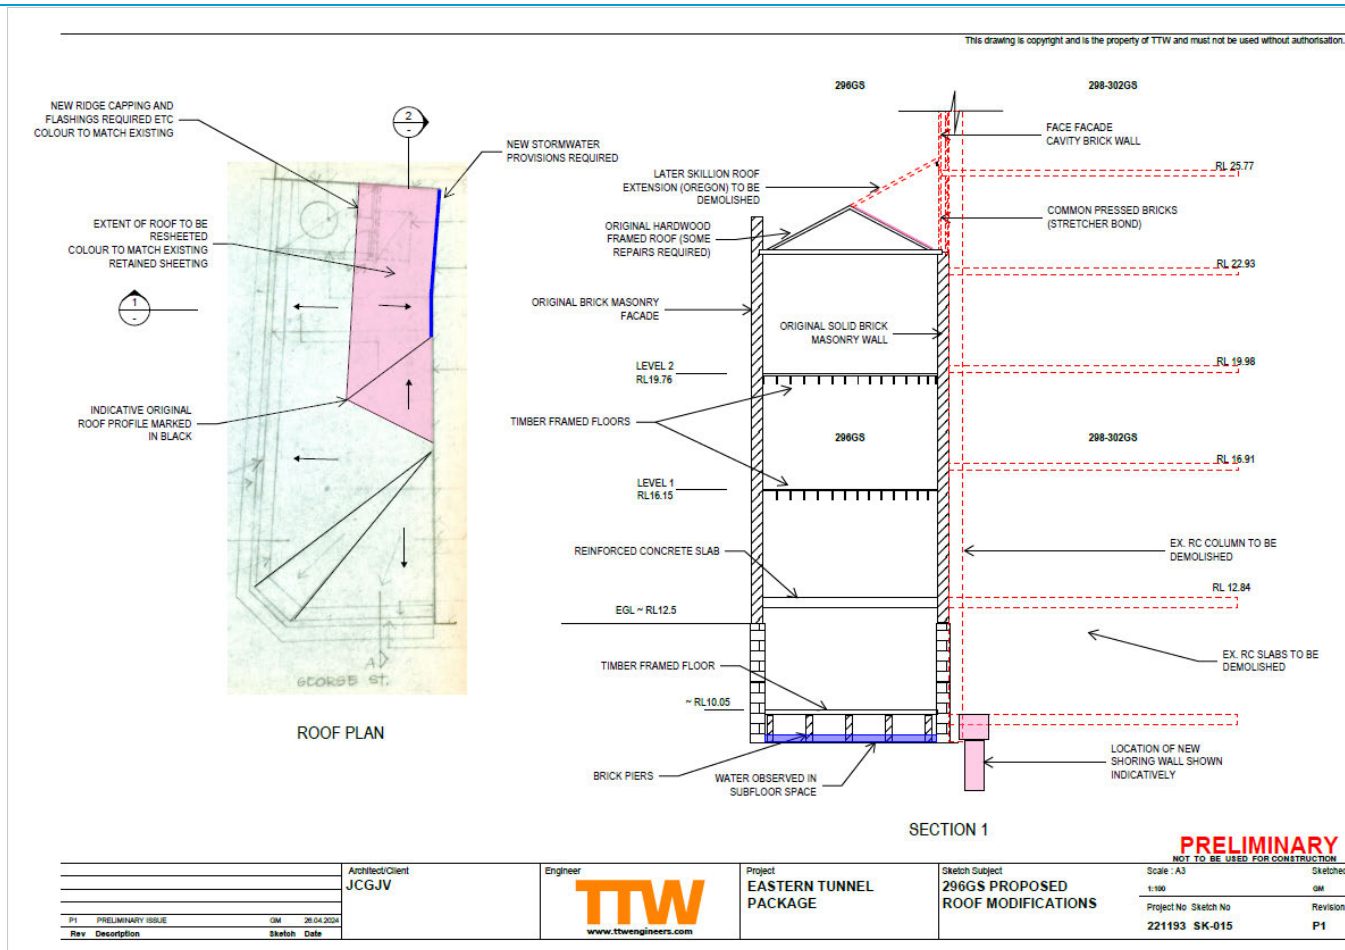 This drawing is copyright and is the property of TTW and must not be used without authorisation.
NEW RIDGE CAPPING AND
FLASHINGS REQUIRED ETC
COLOUR TO MATCH EXISTING
2
-
NEW STORMWATER
PROVISIONS REQUIRED
EXTENT OF ROOF TO BE
RESHEETED
COLOUR TO MATCH EXISTING
RETAINED SHEETING
1
-
INDICATIVE ORIGINAL
ROOF PROFILE MARKED
IN BLACK
A
GEORGE ST.
ROOF PLAN
296GS
298-302GS
FACE FACADE
CAVITY BRICK WALL
LATER SKILLION ROOF
EXTENSION (OREGON) TO BE
DEMOLISHED
RL 25.77
ORIGINAL HARDWOOD
FRAMED ROOF (SOME
REPAIRS REQUIRED)
COMMON PRESSED BRICKS
(STRETCHER BOND)
RL 22.93
ORIGINAL BRICK MASONRY
FACADE
ORIGINAL SOLID BRICK
MASONRY WALL
LEVEL 2
RL19.76
RL 19.98
TIMBER FRAMED FLOORS
296GS
298-302GS
RL 16.91
LEVEL 1
RL16.15
REINFORCED CONCRETE SLAB
EX. RC COLUMN TO BE
DEMOLISHED
RL 12.84
EGL ~ RL12.5
TIMBER FRAMED FLOOR
EX. RC SLABS TO BE
DEMOLISHED
~ RL10.05
BRICK PIERS
WATER OBSERVED IN
SUBFLOOR SPACE
LOCATION OF NEW
SHORING WALL SHOWN
INDICATIVELY
SECTION 1
PRELIMINARY
NOT TO BE USED FOR CONSTRUCTION
P1 PRELIMINARY ISSUE GM 26.04.2024
Rev Description Sketch Date
Architect/Client
JCGJV
Engineer
TTW
www.ttwengineers.com
Project
EASTERN TUNNEL
PACKAGE
Sketch Subject
296GS PROPOSED
ROOF MODIFICATIONS
Scale : A3 Sketched
1:100 GM
Project No Sketch No Revision
221193 SK-015 P1